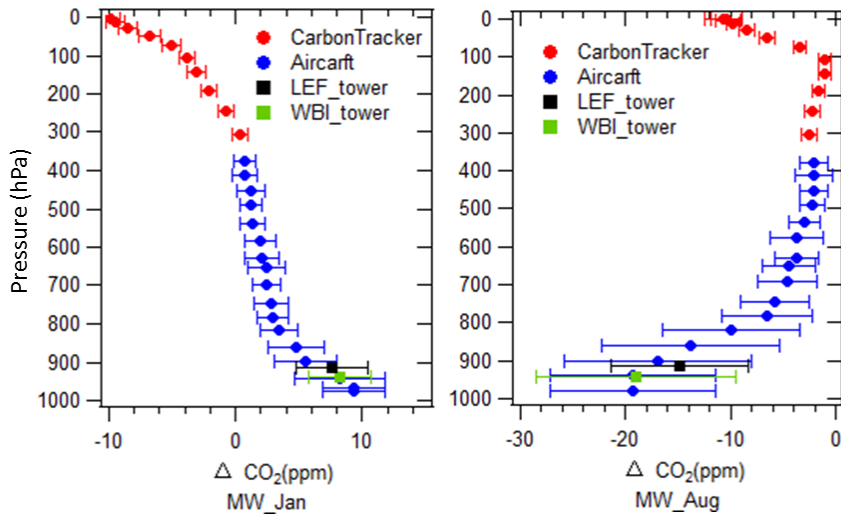 0
100
200
300
400
500
600
700
800
900
1000
Pressure (hPa)
CarbonTracker
Aircarft
LEF_tower
WBI_tower
-10 0 10
△ CO₂(ppm)
MW_Jan
0
100
200
300
400
500
600
700
800
900
1000
CarbonTracker
Aircarft
LEF_tower
WBI_tower
-30 -20 -10 0
△ CO₂(ppm)
MW_Aug